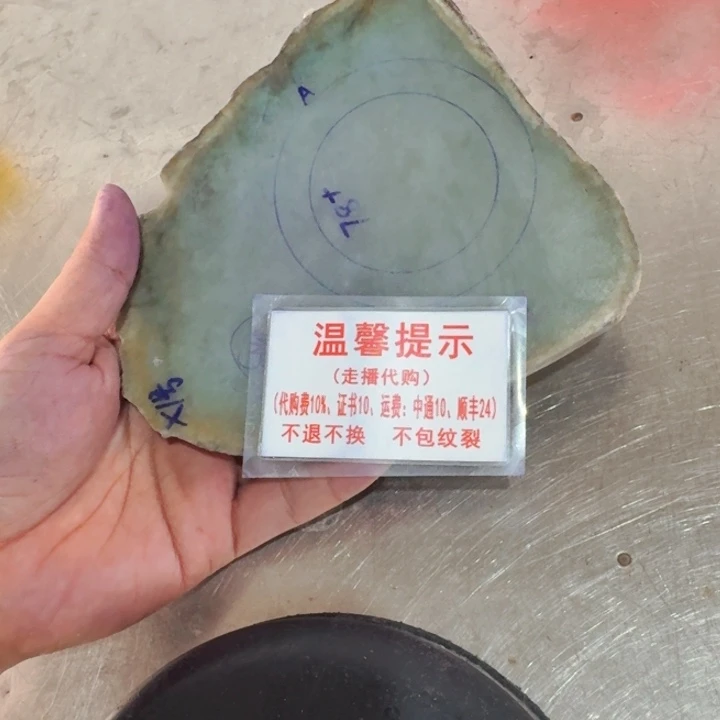 A
温馨提示
(走播代购)
(代购费10%、证书10、运费：中通10、顺丰24)
不退不换 不包纹裂